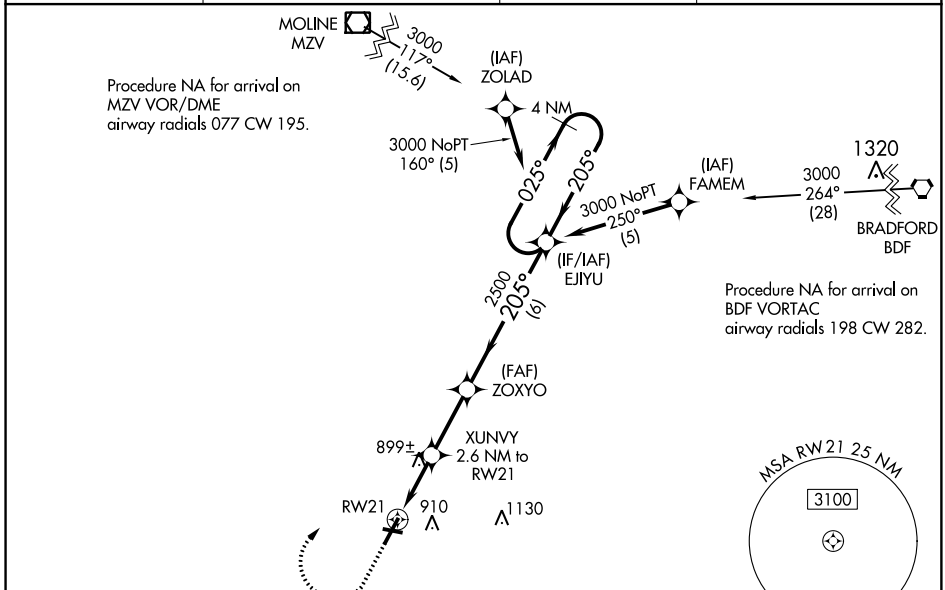 MOLINE
MZV
3000
117°
(15.6)
Procedure NA for arrival on
MZV VOR/DME
airway radials 077 CW 195.
(IAF)
ZOLAD
4 NM
3000 NoPT
160° (5)
025°
205°
(IAF)
FAMEM
3000 NoPT
250°
(5)
1320
3000
264°
(28)
BRADFORD
BDF
(IF/IAF)
EJIYU
2500
205°
(6)
Procedure NA for arrival on
BDF VORTAC
airway radials 198 CW 282.
(FAF)
ZOXYO
899±
XUNVY
2.6 NM to
RW21
RW21
910
1130
MSA RW21 25 NM
3100